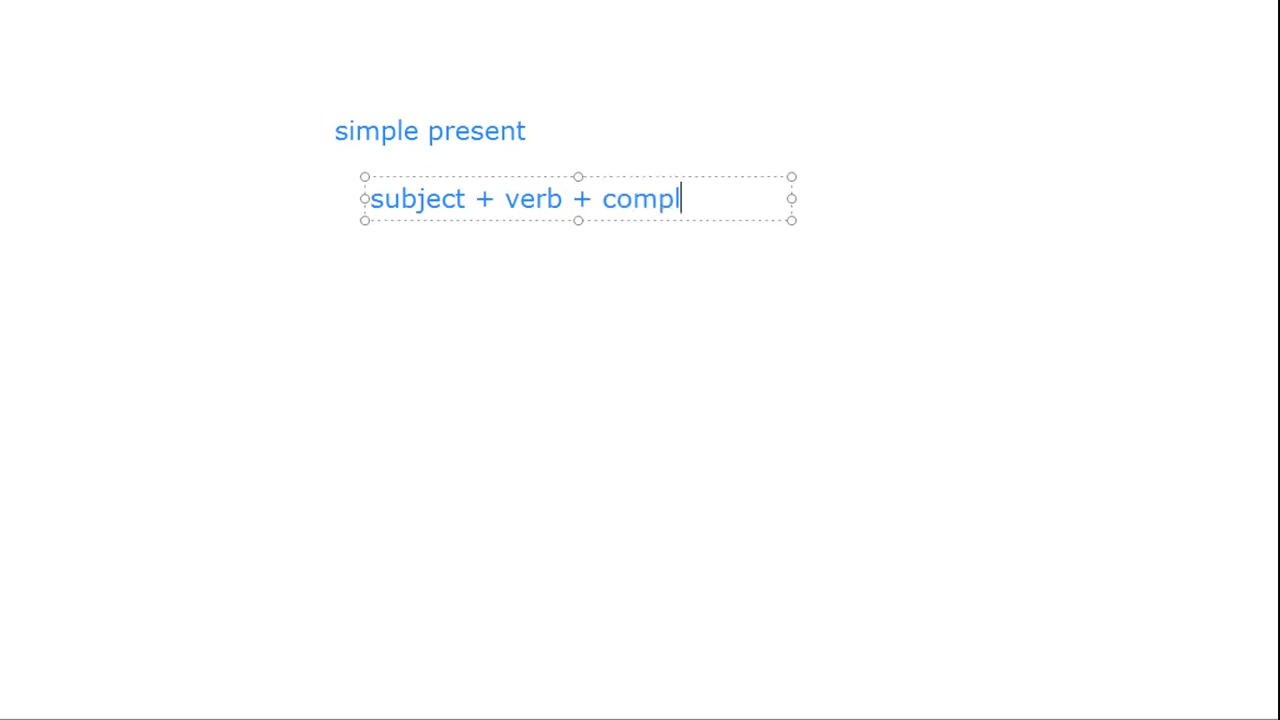 simple present
subject + verb + compl